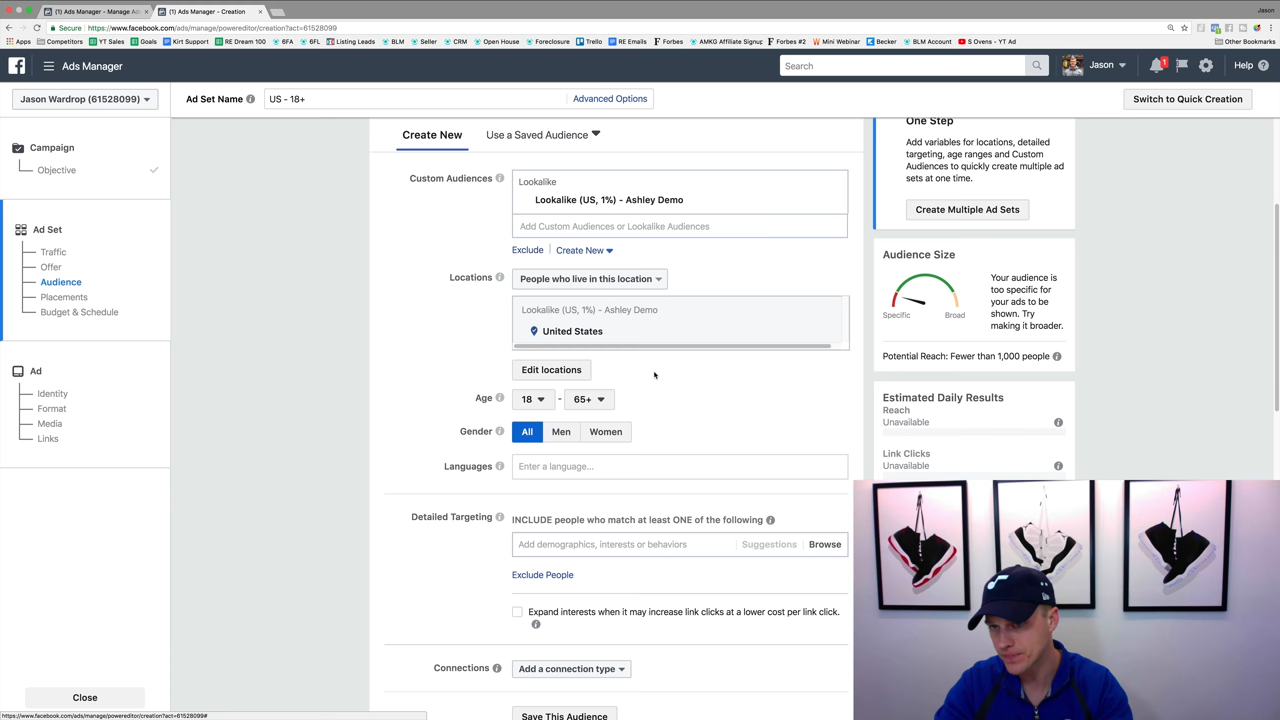 (1) Ads Manager - Manage Ad
(1) Ads Manager - Creation
Jason
Secure
https://www.facebook.com/ads/manage/powereditor/creation?act=61528099
Apps
Competitors
YT Sales
Goals
Kirt Support
RE Dream 100
6FA
6FL
Listing Leads
BLM
Seller
CRM
Open House
Foreclosure
Trello
RE Emails
Forbes
AMKG Affiliate Signup
Forbes #2
Mini Webinar
Becker
BLM Account
S Ovens - YT Ad
Other Bookmarks
Ads Manager
Search
Jason
1
Help
Jason Wardrop (61528099)
Ad Set Name
US - 18+
Advanced Options
Switch to Quick Creation
Campaign
Objective
Ad Set
Traffic
Offer
Audience
Placements
Budget & Schedule
Ad
Identity
Format
Media
Links
Close
Create New
Use a Saved Audience
Custom Audiences
Lookalike
Lookalike (US, 1%) - Ashley Demo
Add Custom Audiences or Lookalike Audiences
Exclude
Create New
Locations
People who live in this location
Lookalike (US, 1%) - Ashley Demo
United States
Edit locations
Age
18
-
65+
Gender
All
Men
Women
Languages
Enter a language...
Detailed Targeting
INCLUDE people who match at least ONE of the following
Add demographics, interests or behaviors
Suggestions
Browse
Exclude People
Expand interests when it may increase link clicks at a lower cost per link click.
Connections
Add a connection type
Save This Audience
One Step
Add variables for locations, detailed
targeting, age ranges and Custom
Audiences to quickly create multiple ad
sets at one time.
Create Multiple Ad Sets
Audience Size
Specific
Broad
Your audience is
too specific for
your ads to be
shown. Try
making it broader.
Potential Reach: Fewer than 1,000 people
Estimated Daily Results
Reach
Unavailable
Link Clicks
Unavailable
https://www.facebook.com/ads/manage/powereditor/creation?act=61528099#